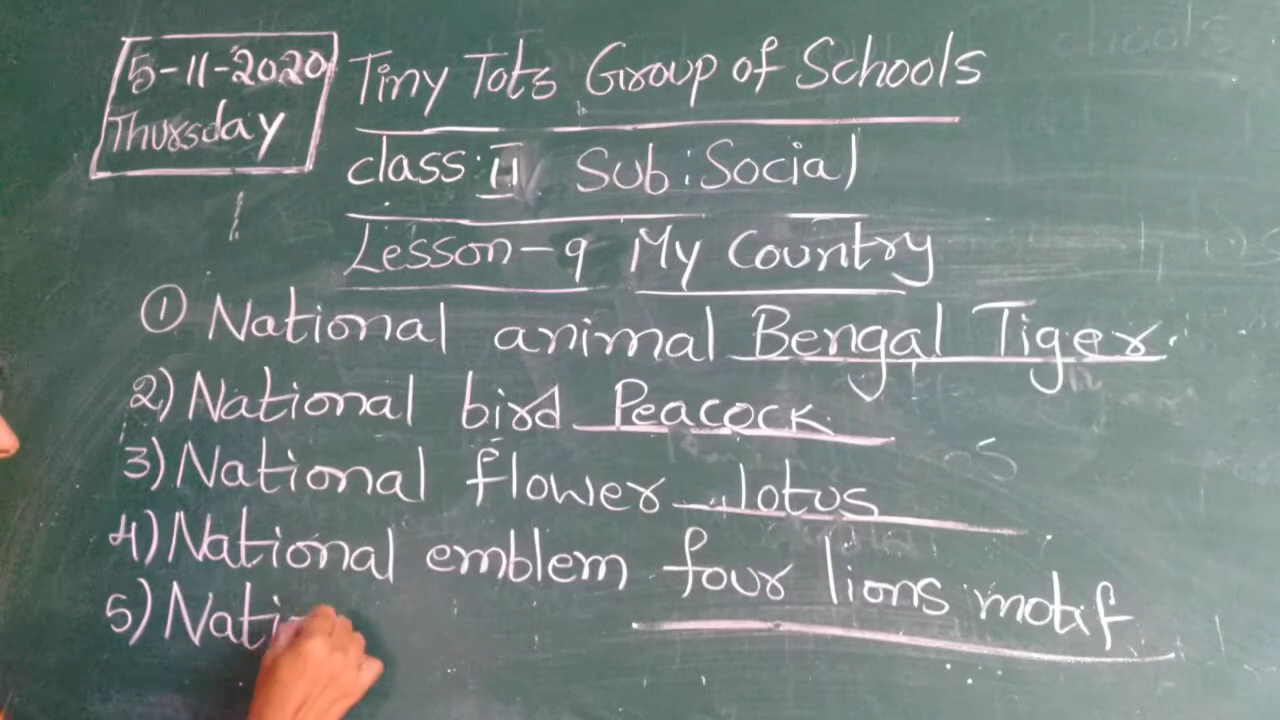 5-11-2020
Thursday
Tiny Tots Group of Schools
class: II Sub: Social
Lesson-9 My Country
① National animal Bengal Tiger.
2) National bird Peacock
3) National flower lotus
4) National emblem four lions motif
5) Nati